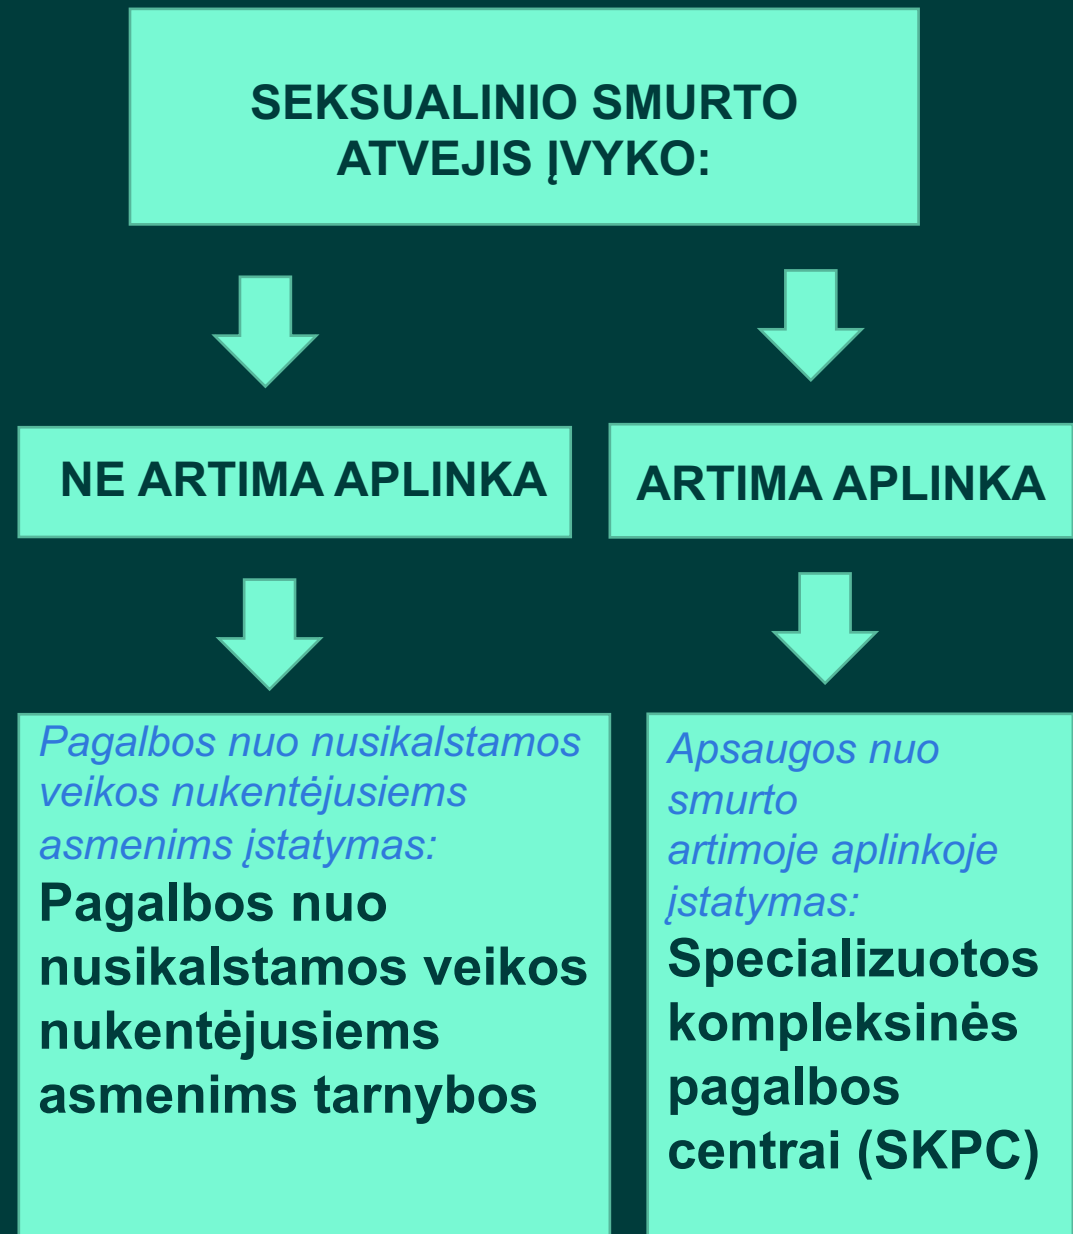 SEKSUALINIO SMURTO
ATVEJIS ĮVYKO:
NE ARTIMA APLINKA
ARTIMA APLINKA
Pagalbos nuo nusikalstamos
veikos nukentėjusiems
asmenims įstatymas:
Pagalbos nuo
nusikalstamos veikos
nukentėjusiems
asmenims tarnybos
Apsaugos nuo
smurto
artimoje aplinkoje
įstatymas:
Specializuotos
kompleksinės
pagalbos
centrai (SKPC)